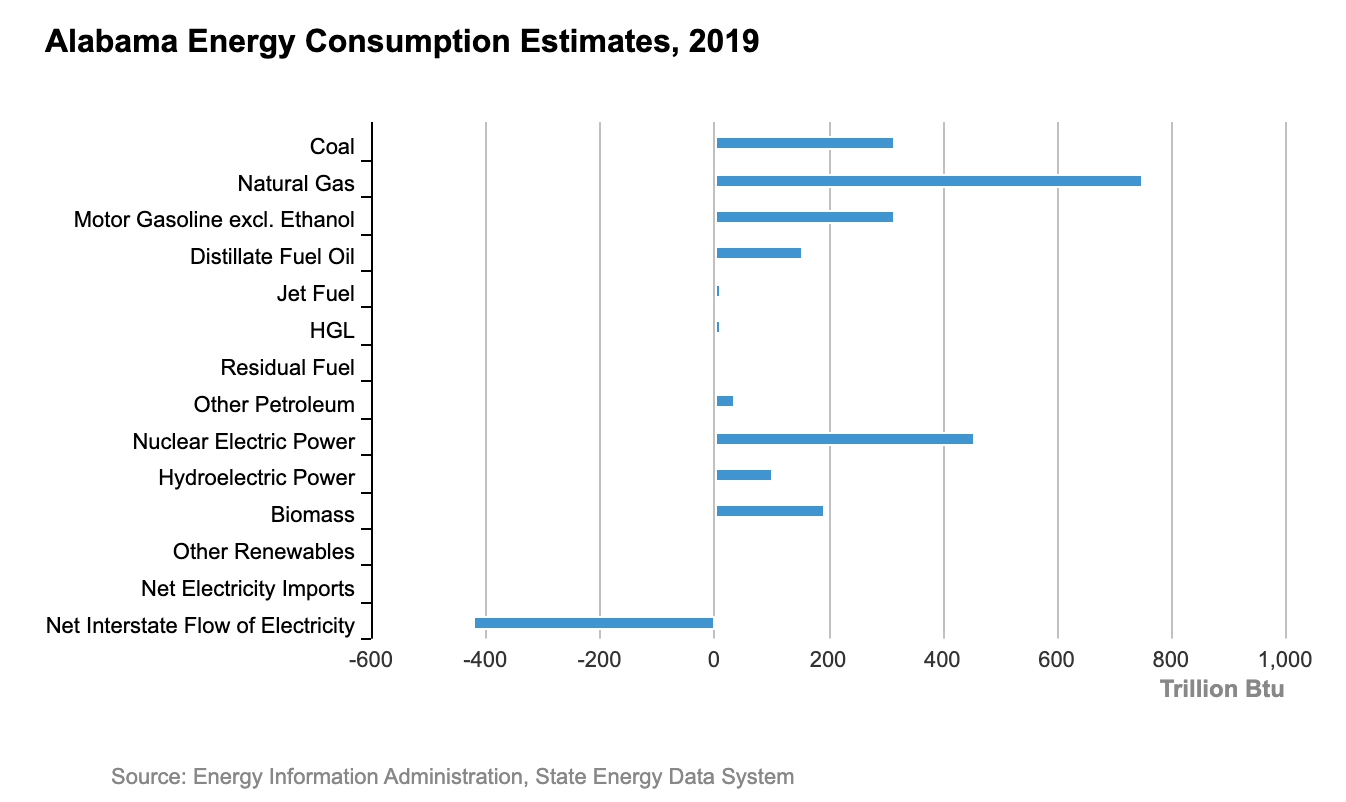 Alabama Energy Consumption Estimates, 2019
Coal
Natural Gas
Motor Gasoline excl. Ethanol
Distillate Fuel Oil
Jet Fuel
HGL
Residual Fuel
Other Petroleum
Nuclear Electric Power
Hydroelectric Power
Biomass
Other Renewables
Net Electricity Imports
Net Interstate Flow of Electricity
-600 -400 -200 0 200 400 600 800 1,000
Trillion Btu
Source: Energy Information Administration, State Energy Data System